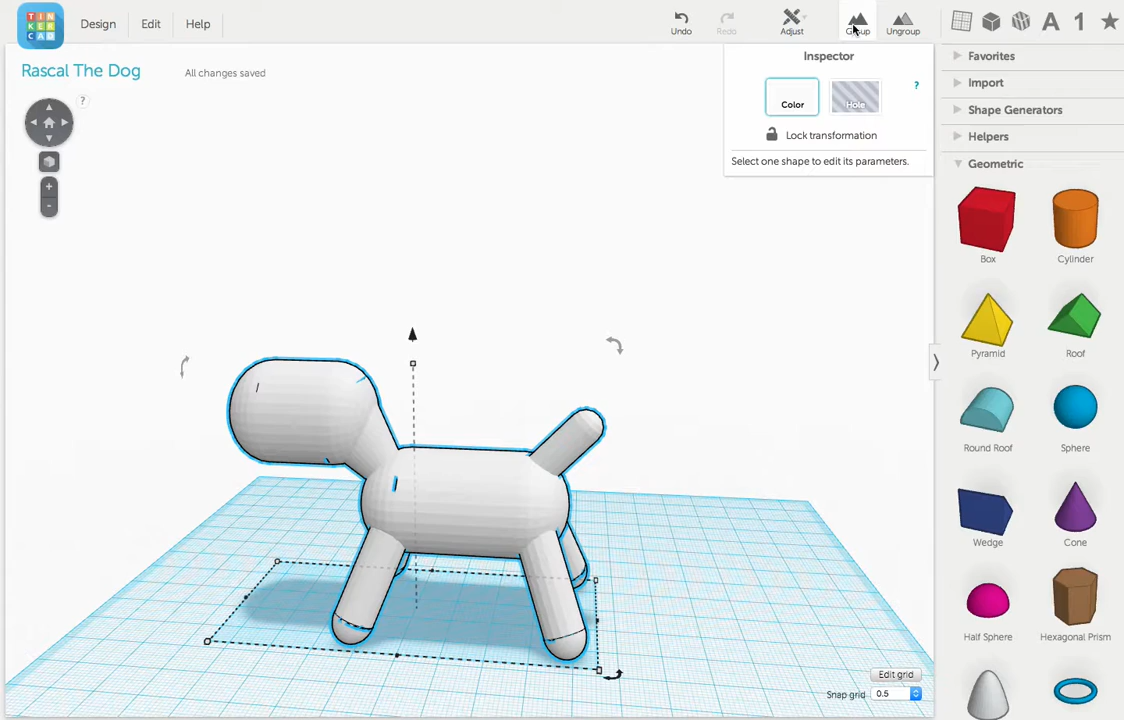 TIN
KER
CAD
Design Edit Help
Undo Redo Adjust Group Ungroup
A 1
Rascal The Dog All changes saved
?
Inspector
Color Hole ?
Lock transformation
Select one shape to edit its parameters.
Favorites
Import
Shape Generators
Helpers
Geometric
Box Cylinder
Pyramid Roof
Round Roof Sphere
Wedge Cone
Half Sphere Hexagonal Prism
Edit grid
Snap grid 0.5